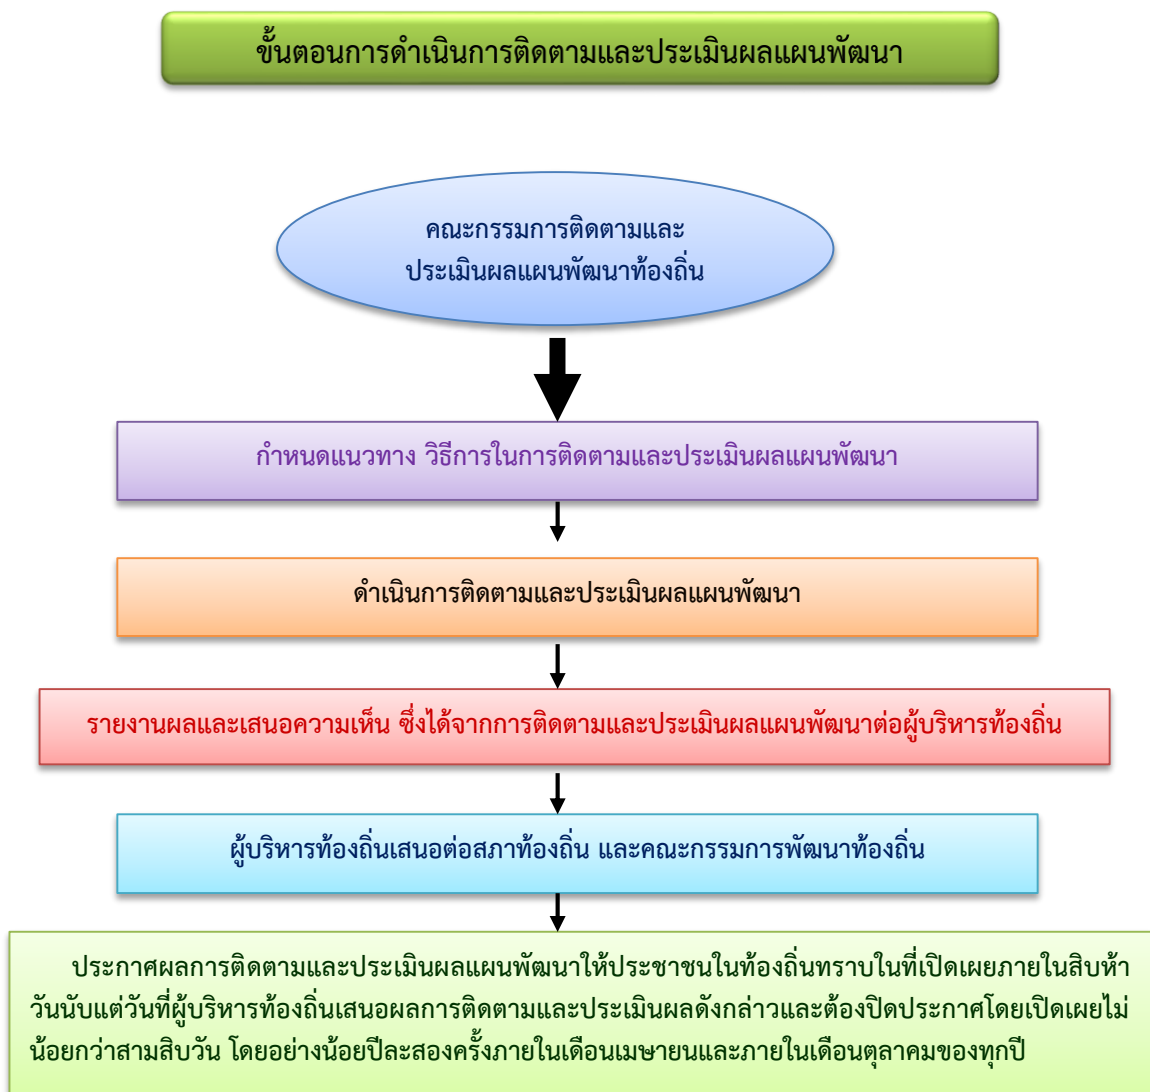 ขั้นตอนการดำเนินการติดตามและประเมินผลแผนพัฒนา
คณะกรรมการติดตามและ
ประเมินผลแผนพัฒนาท้องถิ่น
กำหนดแนวทาง วิธีการในการติดตามและประเมินผลแผนพัฒนา
ดำเนินการติดตามและประเมินผลแผนพัฒนา
รายงานผลและเสนอความเห็น ซึ่งได้จากการติดตามและประเมินผลแผนพัฒนาต่อผู้บริหารท้องถิ่น
ผู้บริหารท้องถิ่นเสนอต่อสภาท้องถิ่น และคณะกรรมการพัฒนาท้องถิ่น
ประกาศผลการติดตามและประเมินผลแผนพัฒนาให้ประชาชนในท้องถิ่นทราบในที่เปิดเผยภายในสิบห้า
วันนับแต่วันที่ผู้บริหารท้องถิ่นเสนอผลการติดตามและประเมินผลดังกล่าวและต้องปิดประกาศโดยเปิดเผยไม่
น้อยกว่าสามสิบวัน โดยอย่างน้อยปีละสองครั้งภายในเดือนเมษายนและภายในเดือนตุลาคมของทุกปี